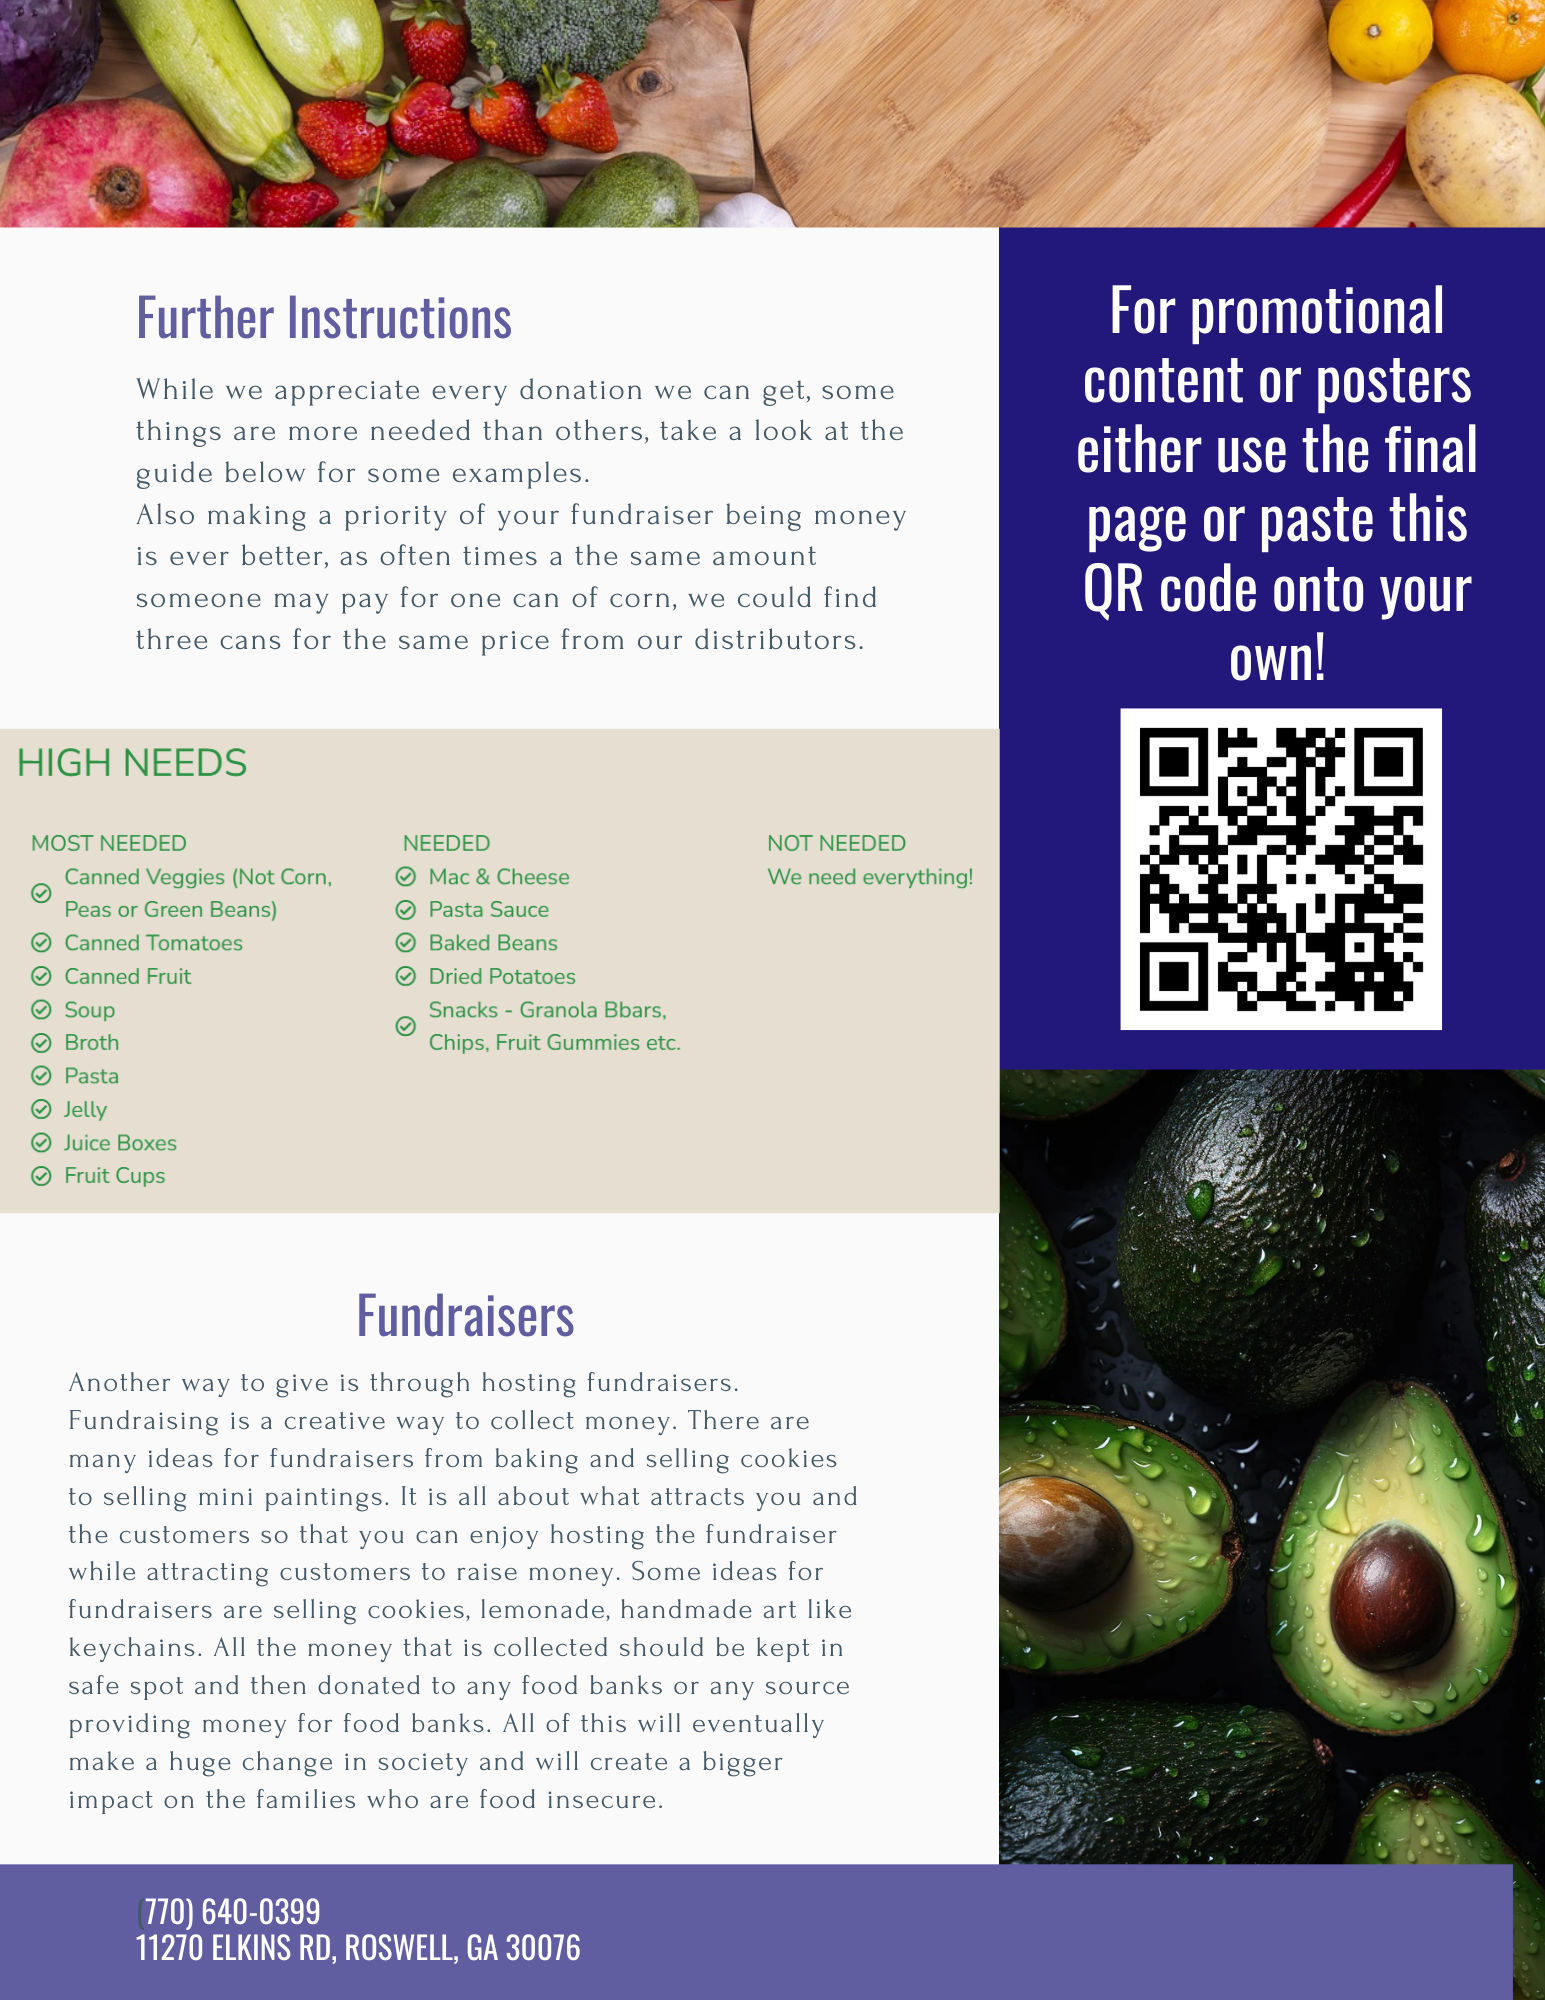 Further Instructions
While we appreciate every donation we can get, some
things are more needed than others, take a look at the
guide below for some examples.
Also making a priority of your fundraiser being money
is ever better, as often times a the same amount
someone may pay for one can of corn, we could find
three cans for the same price from our distributors.
For promotional
content or posters
either use the final
page or paste this
QR code onto your
own!
HIGH NEEDS
MOST NEEDED
Canned Veggies (Not Corn,
Peas or Green Beans)
Canned Tomatoes
Canned Fruit
Soup
Broth
Pasta
Jelly
Juice Boxes
Fruit Cups
NEEDED
Mac & Cheese
Pasta Sauce
Baked Beans
Dried Potatoes
Snacks - Granola Bbars,
Chips, Fruit Gummies etc.
NOT NEEDED
We need everything!
Fundraisers
Another way to give is through hosting fundraisers.
Fundraising is a creative way to collect money. There are
many ideas for fundraisers from baking and selling cookies
to selling mini paintings. It is all about what attracts you and
the customers so that you can enjoy hosting the fundraiser
while attracting customers to raise money. Some ideas for
fundraisers are selling cookies, lemonade, handmade art like
keychains. All the money that is collected should be kept in
safe spot and then donated to any food banks or any source
providing money for food banks. All of this will eventually
make a huge change in society and will create a bigger
impact on the families who are food insecure.
(770) 640-0399
11270 ELKINS RD, ROSWELL, GA 30076